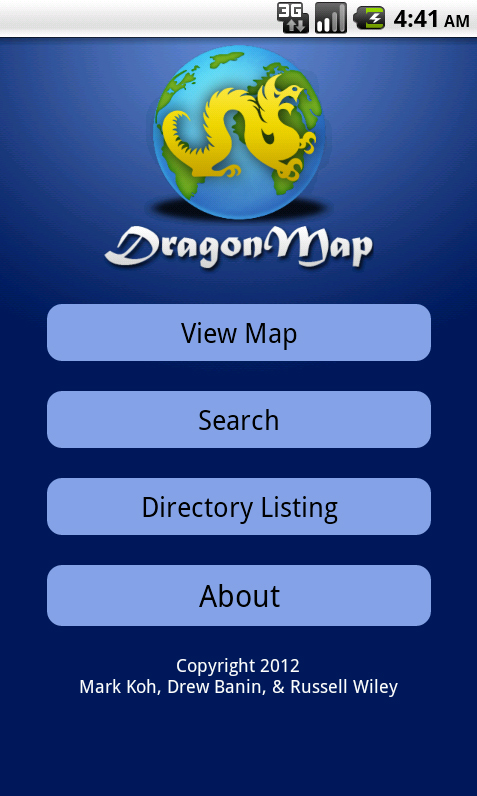 3G 4:41 AM
DragonMap
View Map
Search
Directory Listing
About
Copyright 2012
Mark Koh, Drew Banin, & Russell Wiley